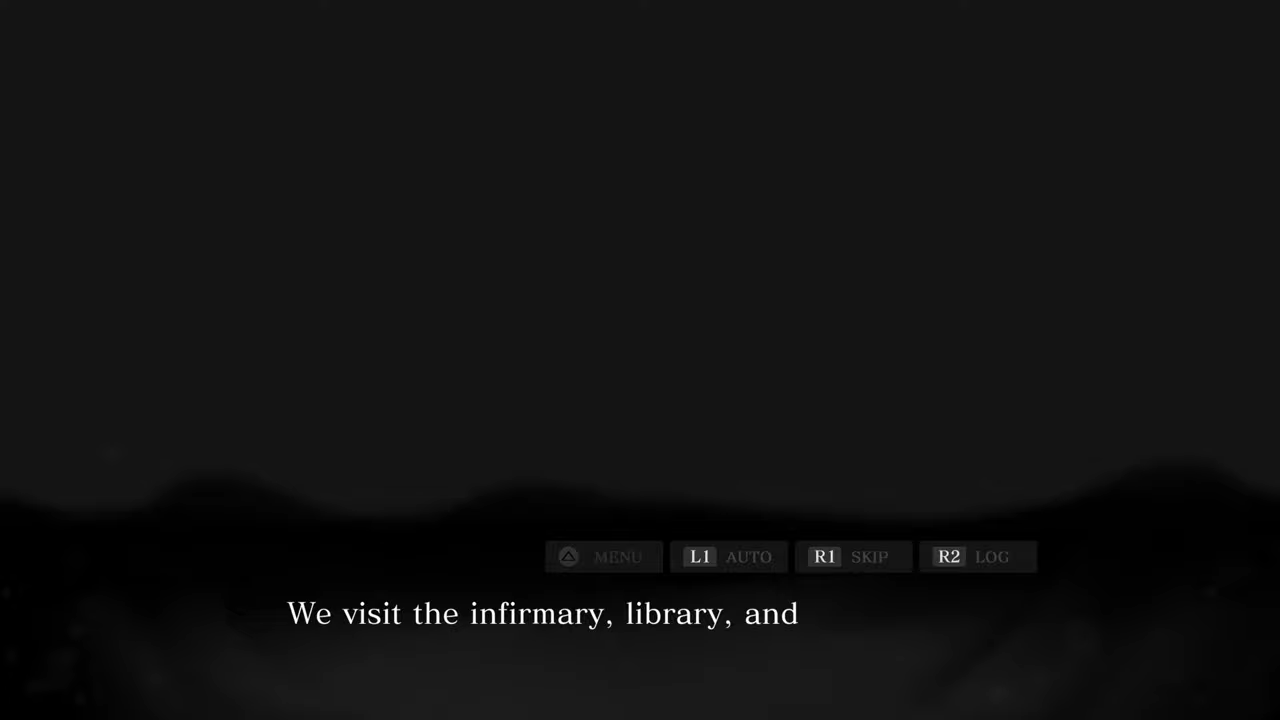 MENU L1 AUTO R1 SKIP R2 LOG
We visit the infirmary, library, and